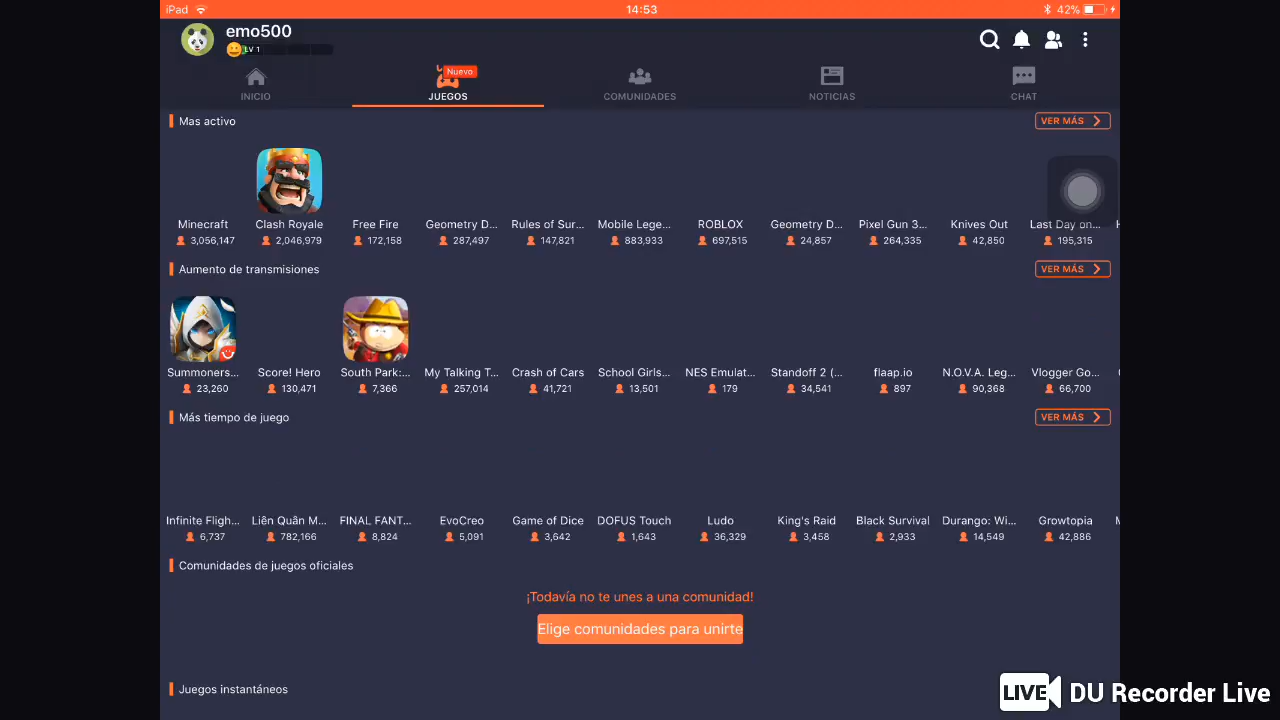 iPad 14:53 42%
emo500
LV 1
Nuevo
INICIO JUEGOS COMUNIDADES NOTICIAS CHAT
Mas activo VER MÁS
Minecraft Clash Royale Free Fire Geometry D... Rules of Sur... Mobile Lege... ROBLOX Geometry D... Pixel Gun 3... Knives Out Last Day on...
3,056,147 2,046,979 172,158 287,497 147,821 883,933 697,515 24,857 264,335 42,850 195,315
Aumento de transmisiones VER MÁS
Summoners... Score! Hero South Park:... My Talking T... Crash of Cars School Girls... NES Emulat... Standoff 2 (... flaap.io N.O.V.A. Leg... Vlogger Go...
23,260 130,471 7,366 257,014 41,721 13,501 179 34,541 897 90,368 66,700
Más tiempo de juego VER MÁS
Infinite Fligh... Liên Quân M... FINAL FANT... EvoCreo Game of Dice DOFUS Touch Ludo King's Raid Black Survival Durango: Wi... Growtopia
6,737 782,166 8,824 5,091 3,642 1,643 36,329 3,458 2,933 14,549 42,886
Comunidades de juegos oficiales
¡Todavía no te unes a una comunidad!
Elige comunidades para unirte
Juegos instantáneos
LIVE DU Recorder Live